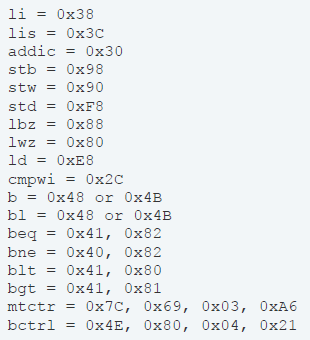 li = 0x38
lis = 0x3C
addic = 0x30
stb = 0x98
stw = 0x90
std = 0xF8
lbz = 0x88
lwz = 0x80
ld = 0xE8
cmpwi = 0x2C
b = 0x48 or 0x4B
bl = 0x48 or 0x4B
beq = 0x41, 0x82
bne = 0x40, 0x82
blt = 0x41, 0x80
bgt = 0x41, 0x81
mtctr = 0x7C, 0x69, 0x03, 0xA6
bctrl = 0x4E, 0x80, 0x04, 0x21